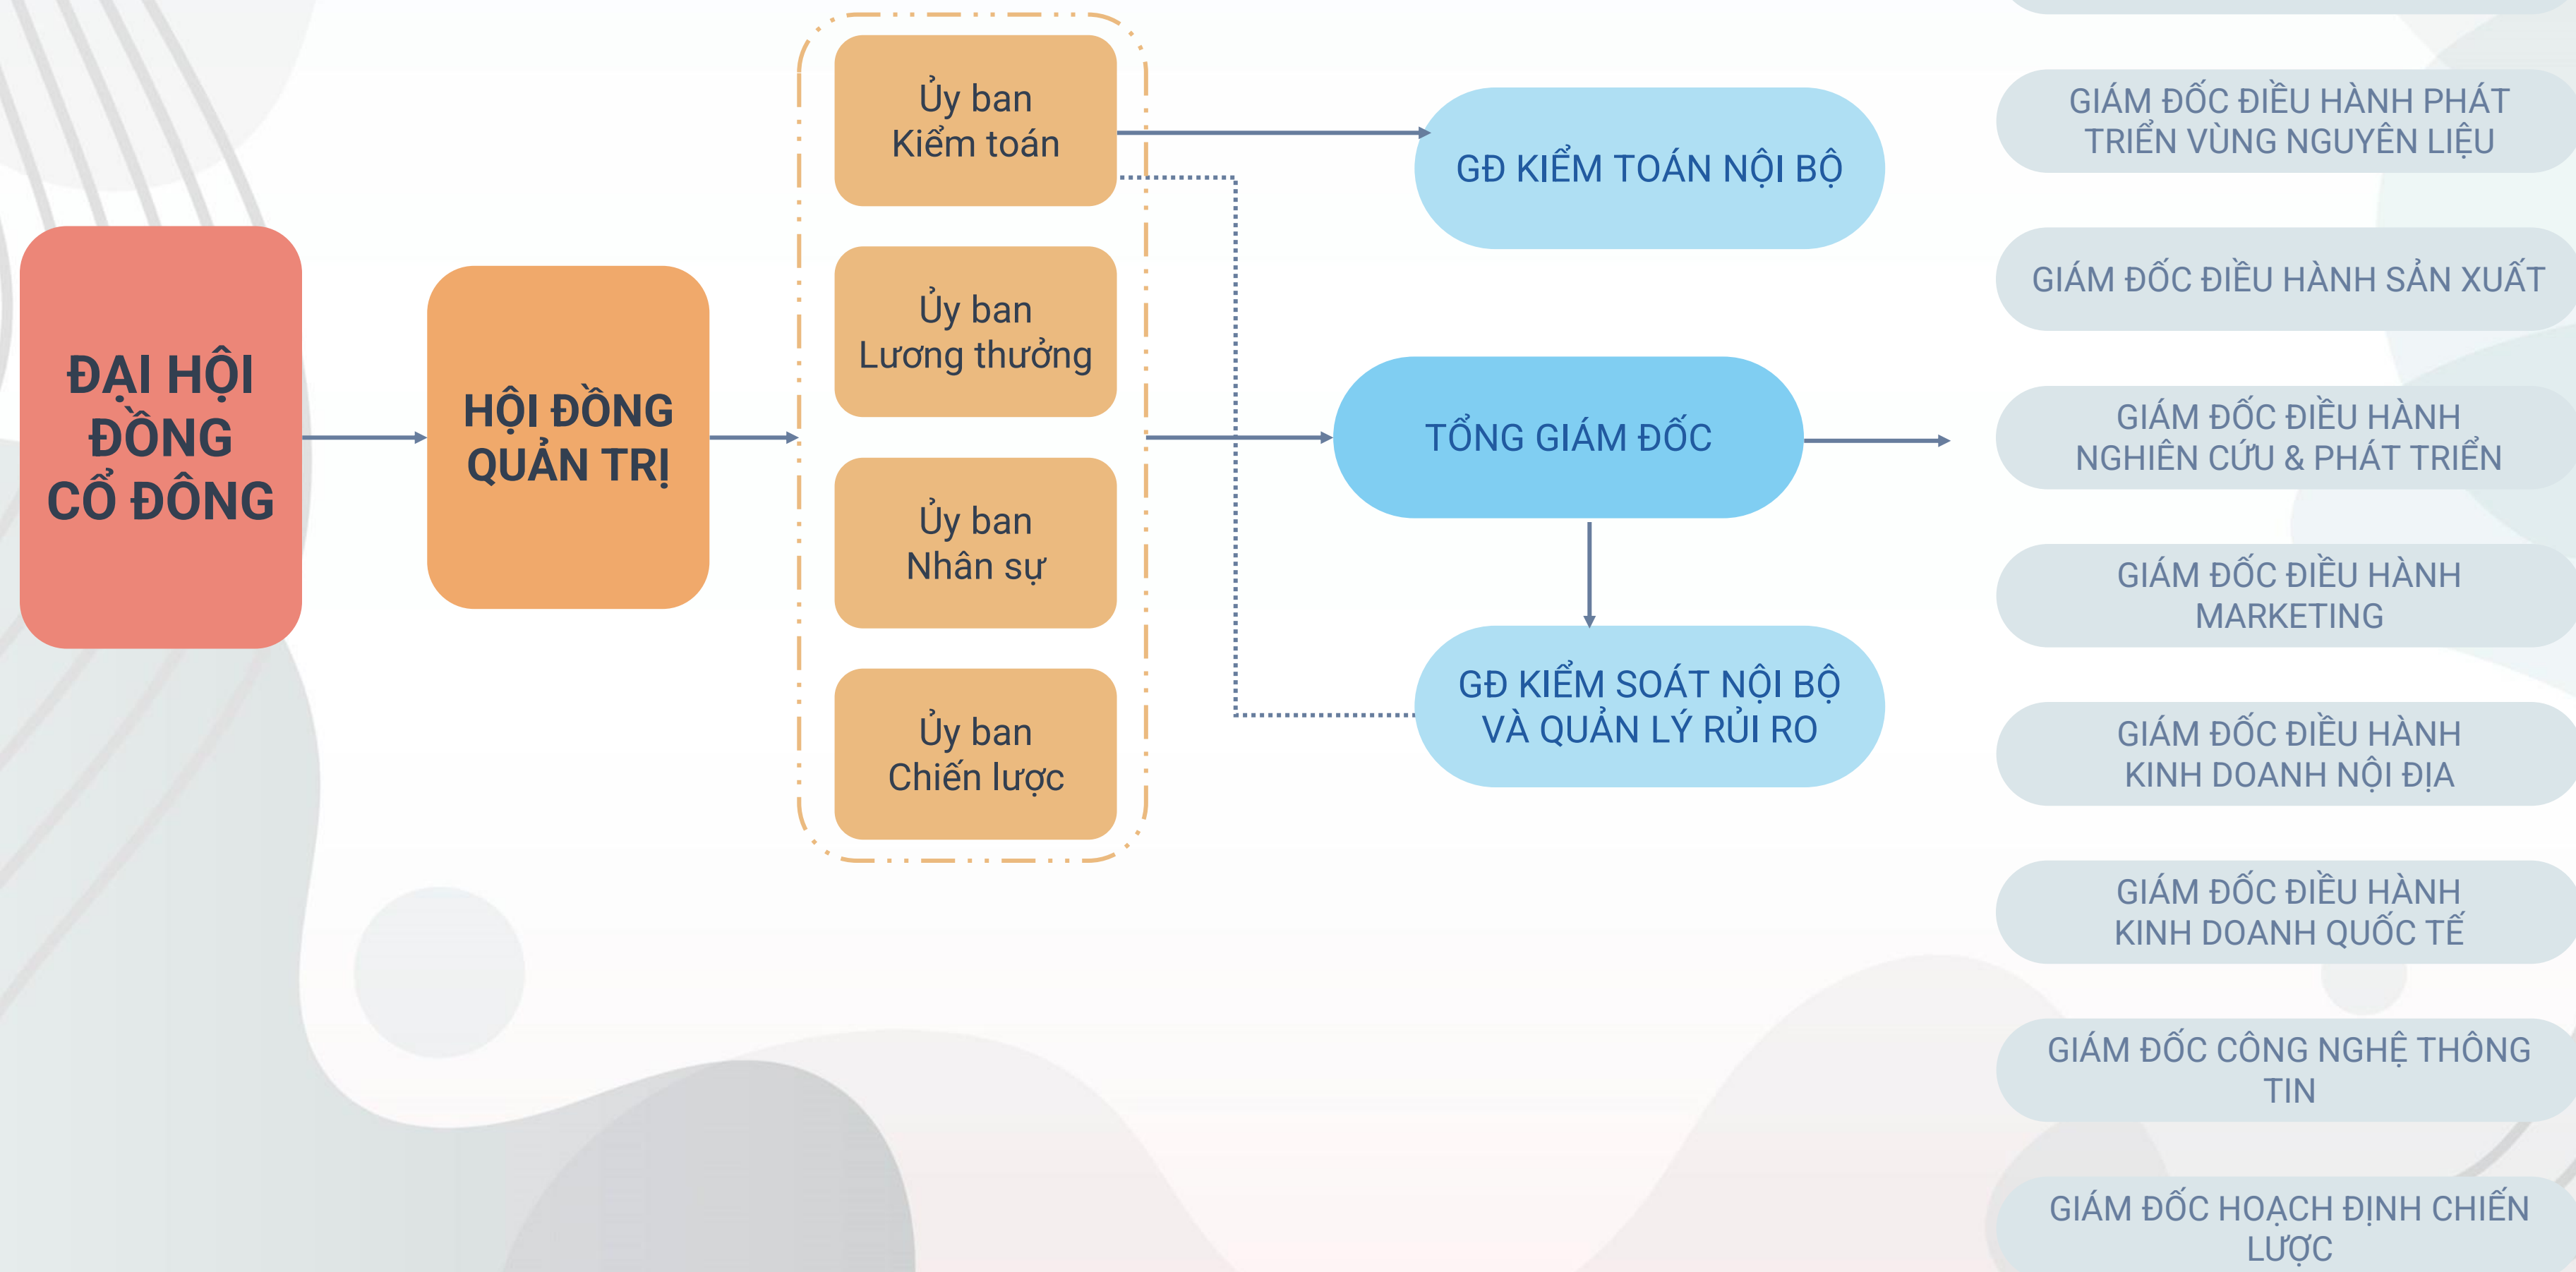 ĐẠI HỘI
ĐỒNG
CỔ ĐÔNG
HỘI ĐỒNG
QUẢN TRỊ
Ủy ban
Kiểm toán
Ủy ban
Lương thưởng
Ủy ban
Nhân sự
Ủy ban
Chiến lược
GĐ KIỂM TOÁN NỘI BỘ
TỔNG GIÁM ĐỐC
GĐ KIỂM SOÁT NỘI BỘ
VÀ QUẢN LÝ RỦI RO
GIÁM ĐỐC ĐIỀU HÀNH PHÁT
TRIỂN VÙNG NGUYÊN LIỆU
GIÁM ĐỐC ĐIỀU HÀNH SẢN XUẤT
GIÁM ĐỐC ĐIỀU HÀNH
NGHIÊN CỨU & PHÁT TRIỂN
GIÁM ĐỐC ĐIỀU HÀNH
MARKETING
GIÁM ĐỐC ĐIỀU HÀNH
KINH DOANH NỘI ĐỊA
GIÁM ĐỐC ĐIỀU HÀNH
KINH DOANH QUỐC TẾ
GIÁM ĐỐC CÔNG NGHỆ THÔNG
TIN
GIÁM ĐỐC HOẠCH ĐỊNH CHIẾN
LƯỢC